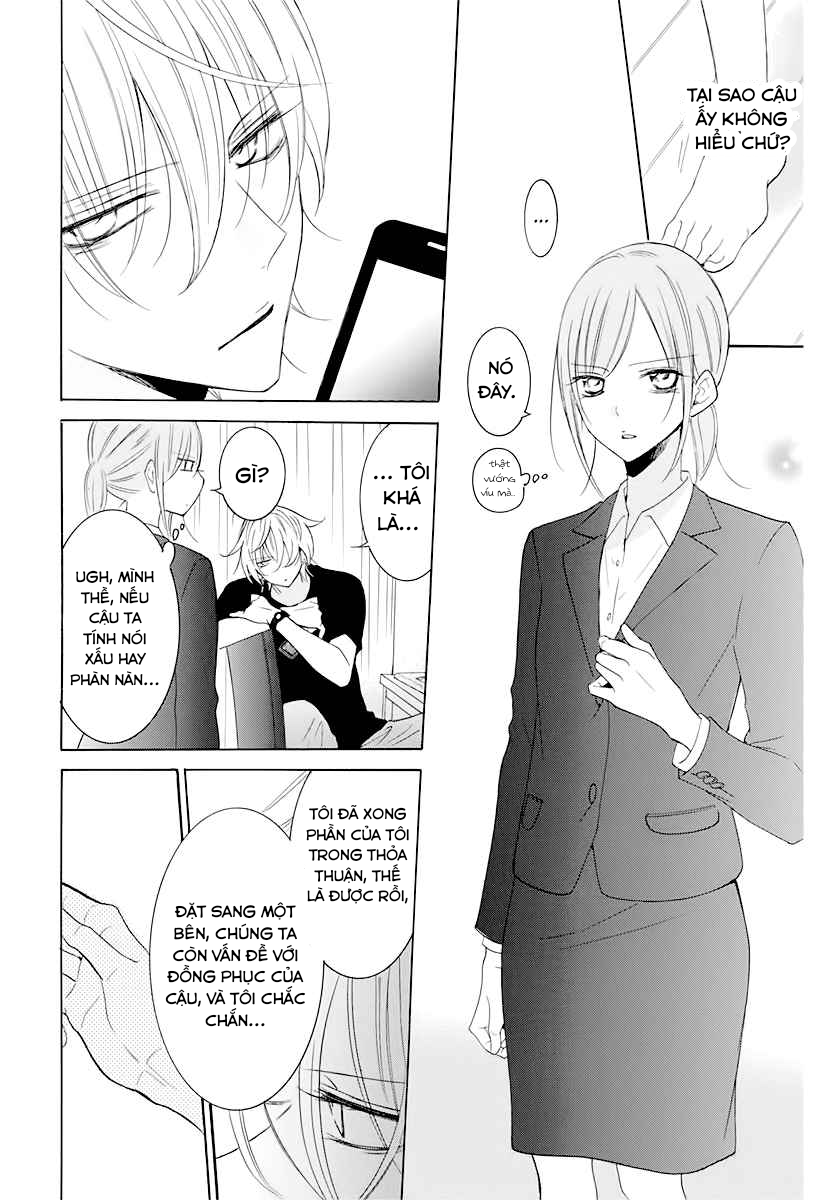 TẠI SAO CẬU
ẤY KHÔNG
HIỂU CHỨ?
...
NÓ
ĐÂY.
thật
vướng
víu mà..
... TÔI
KHÁ
LÀ...
GÌ?
UGH, MÌNH
THỀ, NẾU
CẬU TA
TÍNH NÓI
XẤU HAY
PHÀN NÀN...
TÔI ĐÃ XONG
PHẦN CỦA TÔI
TRONG THỎA
THUẬN, THẾ
LÀ ĐƯỢC RỒI,
ĐẶT SANG MỘT
BÊN, CHÚNG TA
CÒN VẤN ĐỀ VỚI
ĐỒNG PHỤC CỦA
CẬU, VÀ TÔI CHẮC
CHẮN...